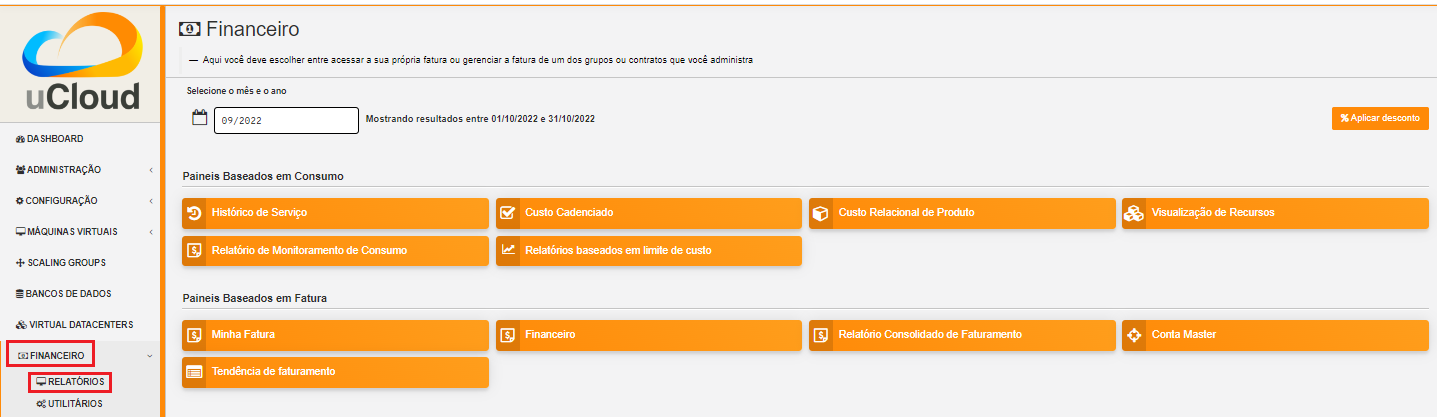 uCloud
DASHBOARD
ADMINISTRAÇÃO
CONFIGURAÇÃO
MÁQUINAS VIRTUAIS
SCALING GROUPS
BANCOS DE DADOS
VIRTUAL DATACENTERS
FINANCEIRO
RELATÓRIOS
UTILITÁRIOS
Financeiro
— Aqui você deve escolher entre acessar a sua própria fatura ou gerenciar a fatura de um dos grupos ou contratos que você administra
Selecione o mês e o ano
09/2022 Mostrando resultados entre 01/10/2022 e 31/10/2022 % Aplicar desconto
Paineis Baseados em Consumo
Histórico de Serviço Custo Cadenciado Custo Relacional de Produto Visualização de Recursos
Relatório de Monitoramento de Consumo Relatórios baseados em limite de custo
Paineis Baseados em Fatura
Minha Fatura Financeiro Relatório Consolidado de Faturamento Conta Master
Tendência de faturamento